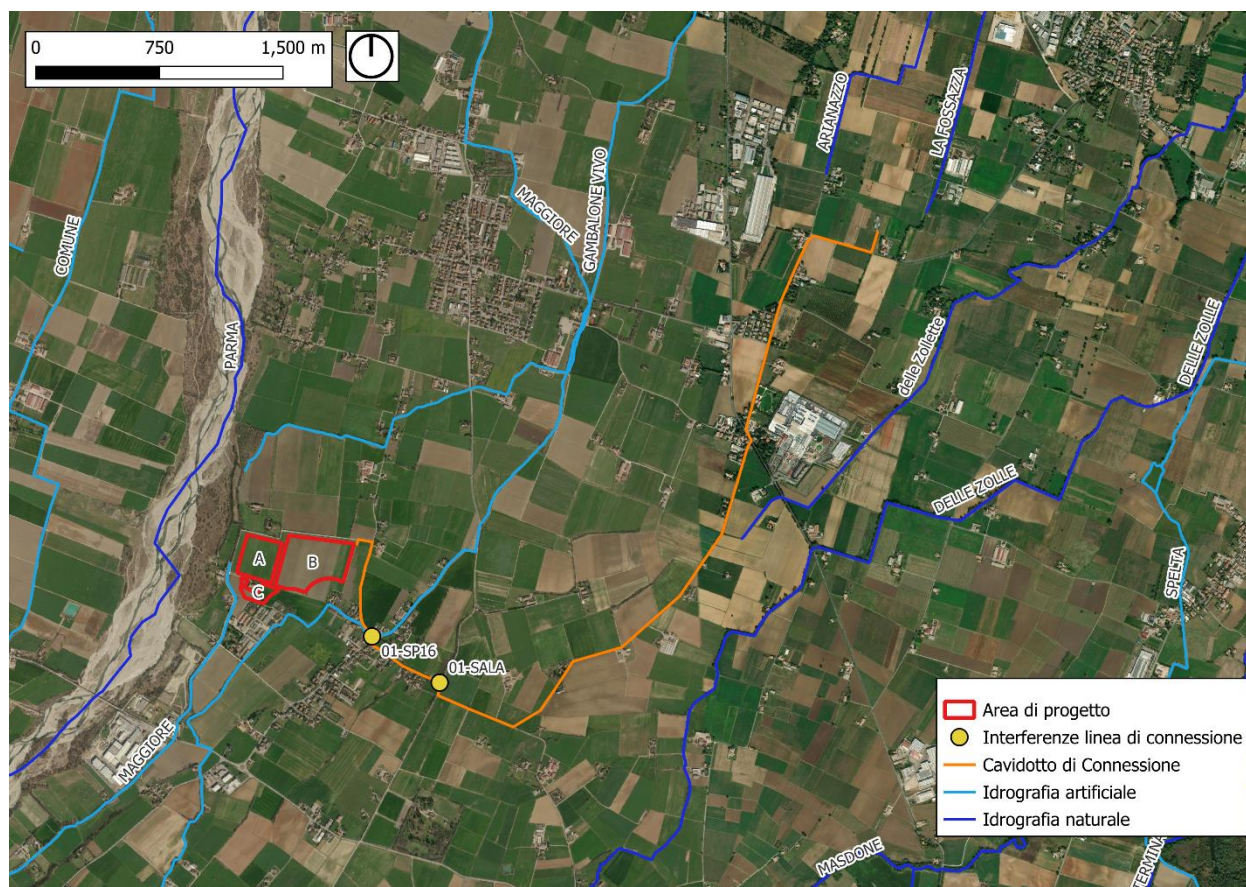 0 750 1,500 m
COMUNE
PARMA
MAGGIORE
GAMBALONE VIVO
ARIANAZZO
LA FOSSAZZA
delle Zollette
DELLE ZOLLE
DELLE ZOLLE
SPELTA
A
B
C
01-SP16
01-SALA
MAGGIORE
MASDONE
TERMINA
Area di progetto
Interferenze linea di connessione
Cavidotto di Connessione
Idrografia artificiale
Idrografia naturale